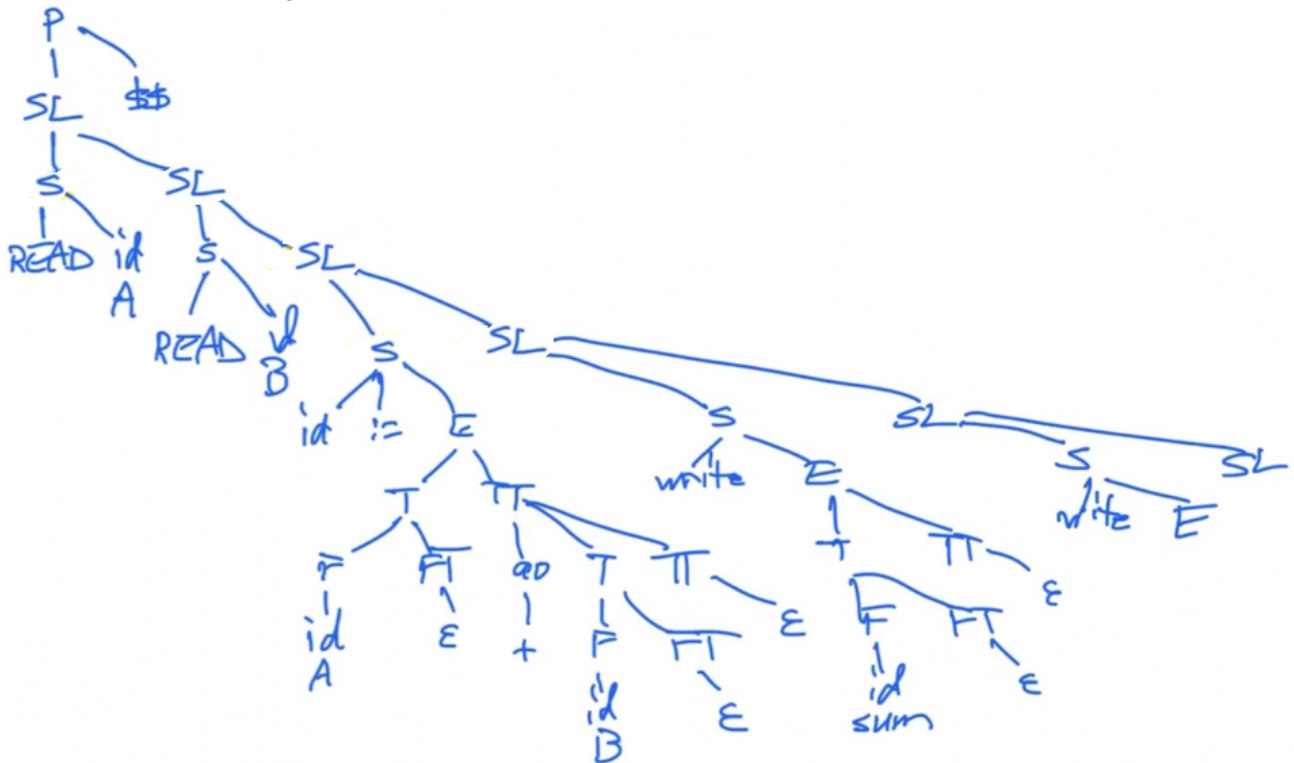 P
$$
SL
S SL
READ id S SL
A
READ id S SL
B
id := E S SL
write E S SL
T TT write E
F FT ao T TT T TT
id ε + F FT ε F FT ε
A
id ε id ε
B sum